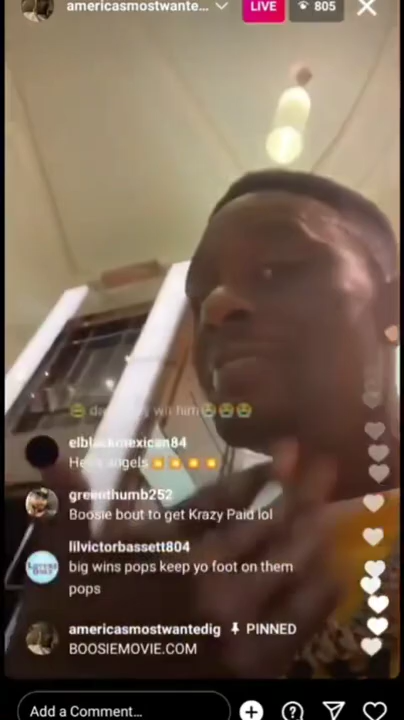 americasmostwante...
LIVE
805
him😭😭😭
elblackmexican84
angels💥💥💥💥
greenthumb252
Boosie bout to get Krazy Paid lol
lilvictorbassett804
big wins pops keep yo foot on them
pops
americasmostwantedig PINNED
BOOSIEMOVIE.COM
Add a Comment...